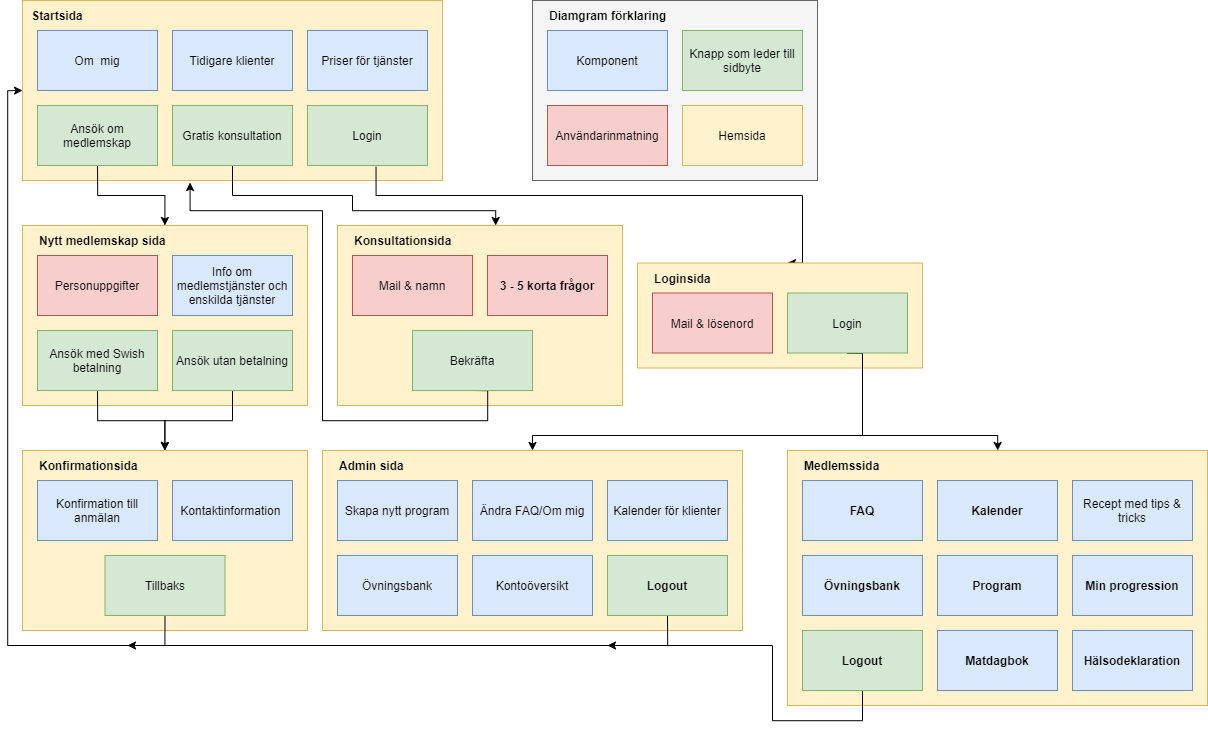 Startsida
Om  mig
Tidigare klienter
Priser för tjänster
Ansök om
medlemskap
Gratis konsultation
Login
Diamgram förklaring
Komponent
Knapp som leder till
sidbyte
Användarinmatning
Hemsida
Nytt medlemskap sida
Personuppgifter
Info om
medlemstjänster och
enskilda tjänster
Ansök med Swish
betalning
Ansök utan betalning
Konsultationsida
Mail & namn
3 - 5 korta frågor
Bekräfta
Loginsida
Mail & lösenord
Login
Konfirmationsida
Konfirmation till
anmälan
Kontaktinformation
Tillbaks
Admin sida
Skapa nytt program
Ändra FAQ/Om mig
Kalender för klienter
Övningsbank
Kontoöversikt
Logout
Medlemssida
FAQ
Kalender
Recept med tips &
tricks
Övningsbank
Program
Min progression
Logout
Matdagbok
Hälsodeklaration